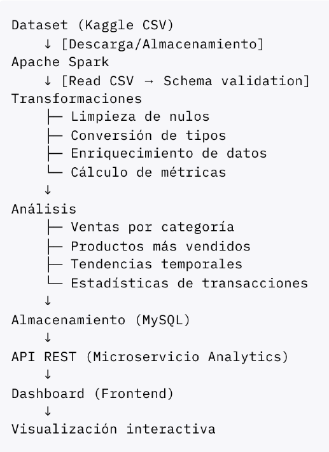 Dataset (Kaggle CSV)
↓ [Descarga/Almacenamiento]
Apache Spark
↓ [Read CSV → Schema validation]
Transformaciones
├─ Limpieza de nulos
├─ Conversión de tipos
├─ Enriquecimiento de datos
└─ Cálculo de métricas
↓
Análisis
├─ Ventas por categoría
├─ Productos más vendidos
├─ Tendencias temporales
└─ Estadísticas de transacciones
↓
Almacenamiento (MySQL)
↓
API REST (Microservicio Analytics)
↓
Dashboard (Frontend)
↓
Visualización interactiva